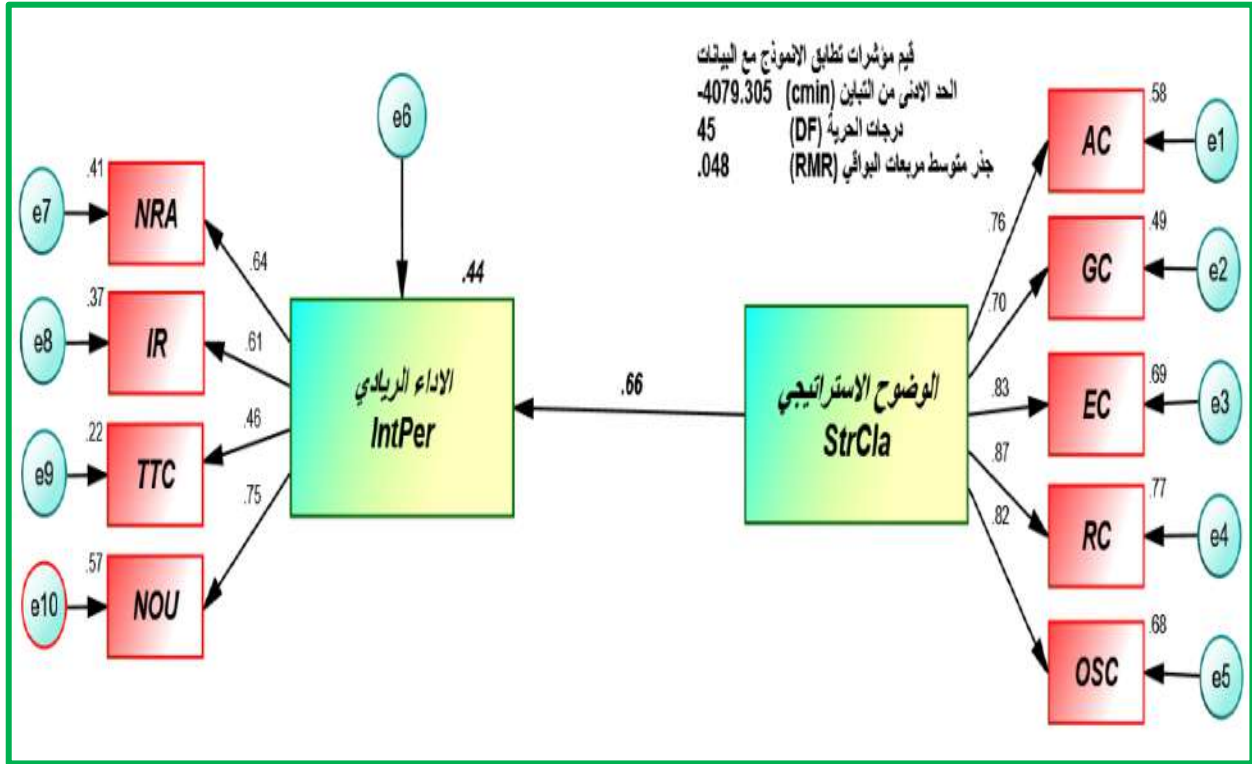 قيم مؤشرات تطابق الانموذج مع البيانات
الحد الادنى من التباين (cmin) -4079.305
درجات الحرية (DF) 45
جذر متوسط مربعات البواقي (RMR) .048
e6
e7
.41
NRA
.64
e8
.37
IR
.61
e9
.22
TTC
.46
e10
.57
NOU
.75
.44
الاداء الريادي
IntPer
.66
الوضوح الاستراتيجي
StrCla
.76
.58
AC
e1
.70
.49
GC
e2
.83
.69
EC
e3
.87
.77
RC
e4
.82
.68
OSC
e5